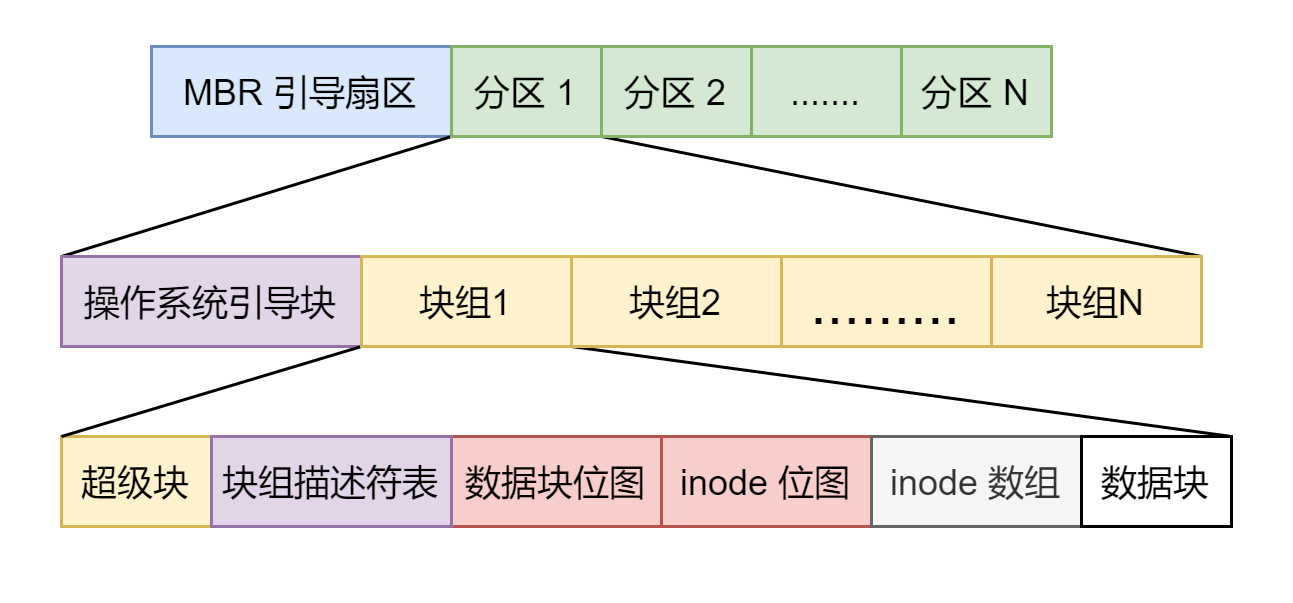 MBR 引导扇区 分区 1 分区 2 ....... 分区 N
操作系统引导块 块组1 块组2 ......... 块组N
超级块 块组描述符表 数据块位图 inode 位图 inode 数组 数据块